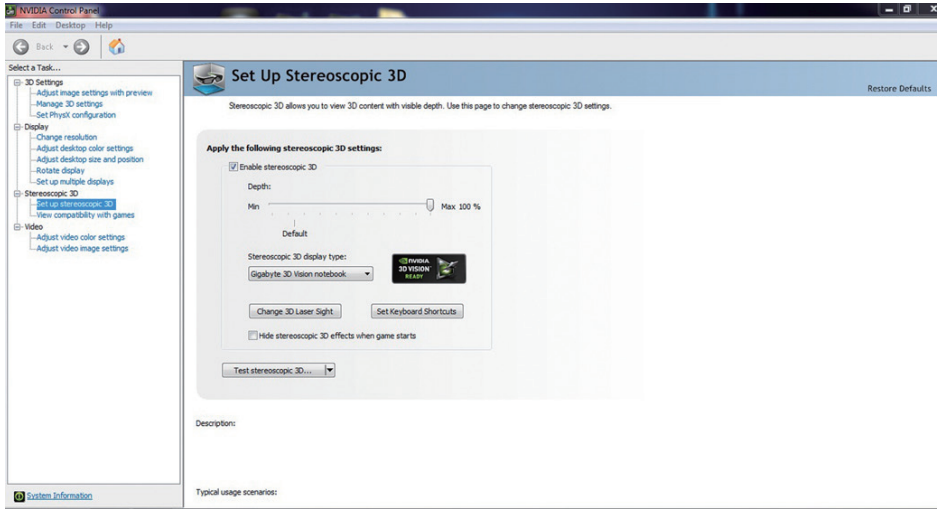 NVIDIA Control Panel
File Edit Desktop Help
Back
Select a Task...
3D Settings
Adjust image settings with preview
Manage 3D settings
Set PhysX configuration
Display
Change resolution
Adjust desktop color settings
Adjust desktop size and position
Rotate display
Set up multiple displays
Stereoscopic 3D
Set up stereoscopic 3D
View compatibility with games
Video
Adjust video color settings
Adjust video image settings
System Information
Set Up Stereoscopic 3D
Restore Defaults
Stereoscopic 3D allows you to view 3D content with visible depth. Use this page to change stereoscopic 3D settings.
Apply the following stereoscopic 3D settings:
Enable stereoscopic 3D
Depth:
Min Max 100 %
Default
Stereoscopic 3D display type:
Gigabyte 3D Vision notebook
NVIDIA
3D VISION
READY
Change 3D Laser Sight Set Keyboard Shortcuts
Hide stereoscopic 3D effects when game starts
Test stereoscopic 3D...
Description:
Typical usage scenarios: